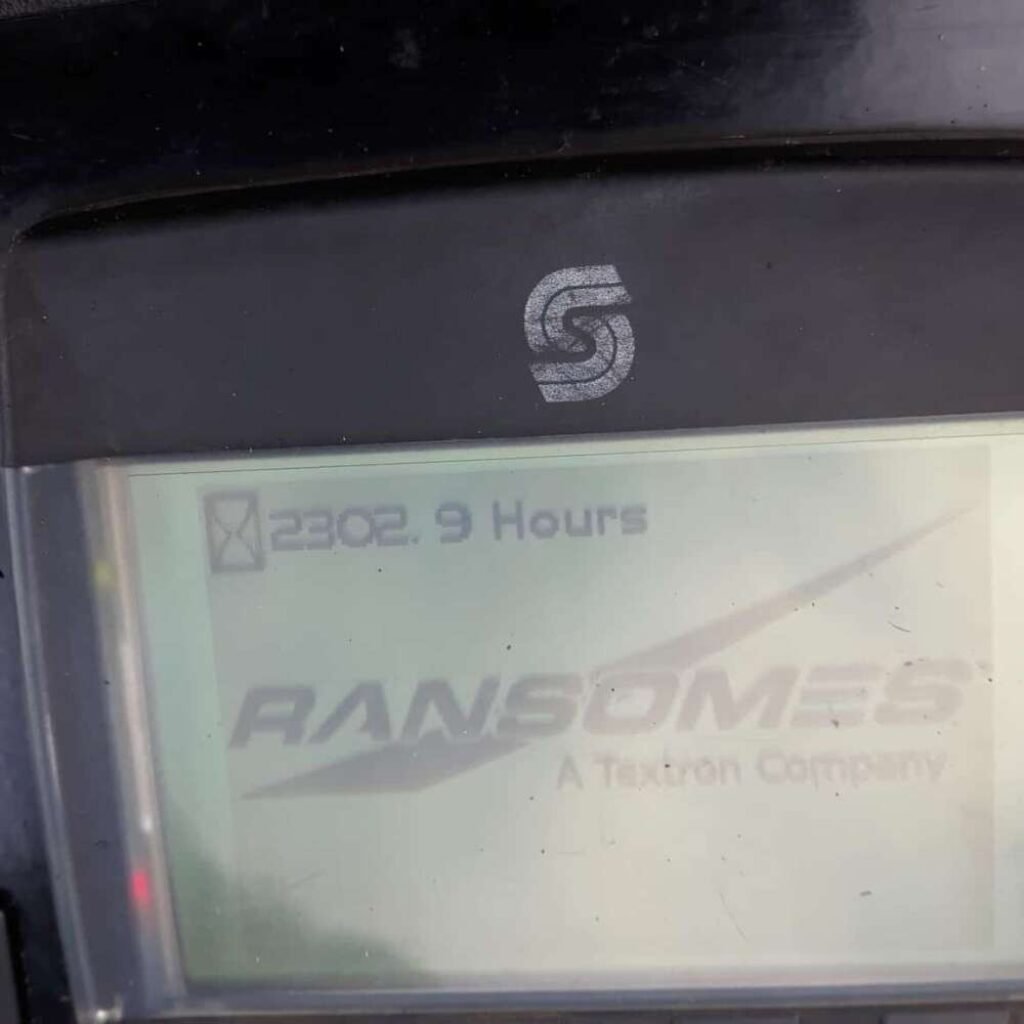 2302.9 Hours
RANSOMES
A Textron Company